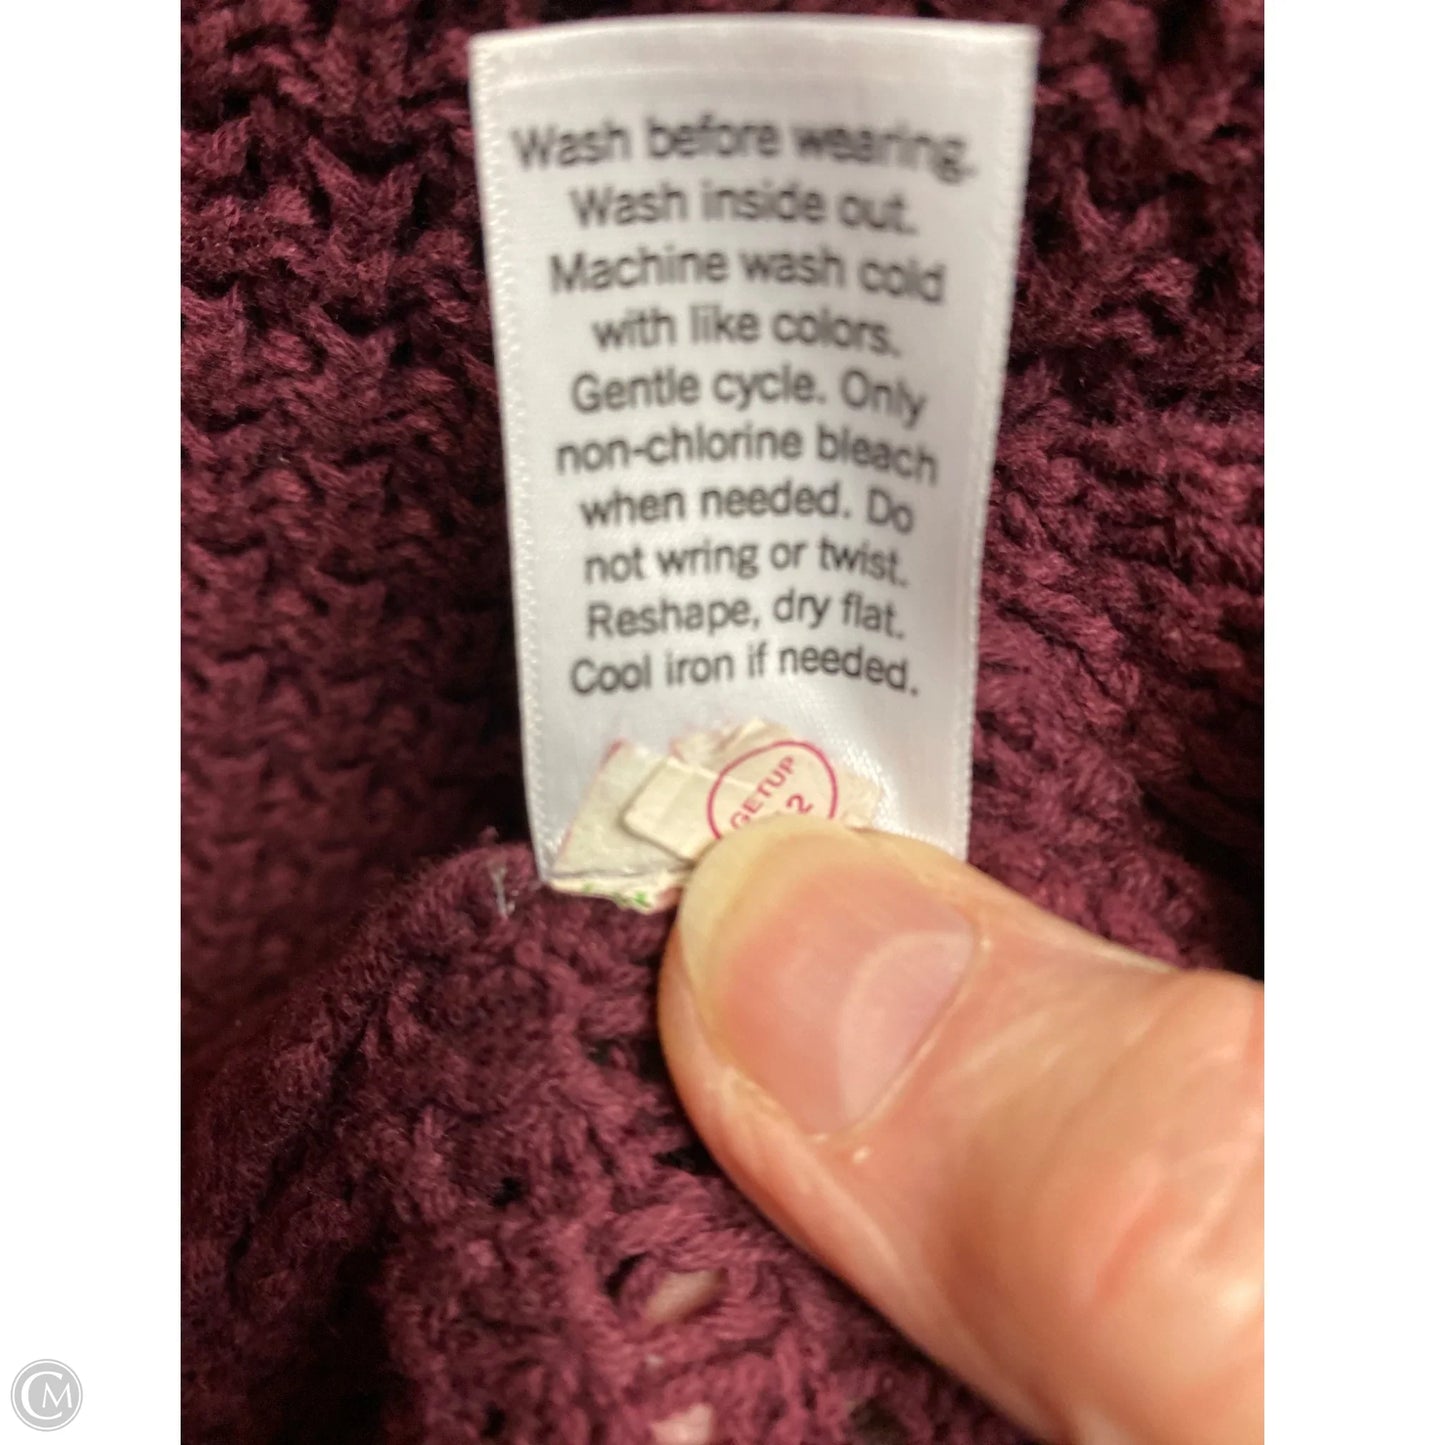 Wash before wearing.
Wash inside out.
Machine wash cold
with like colors.
Gentle cycle. Only
non-chlorine bleach
when needed. Do
not wring or twist.
Reshape, dry flat.
Cool iron if needed.
GETUP
CM